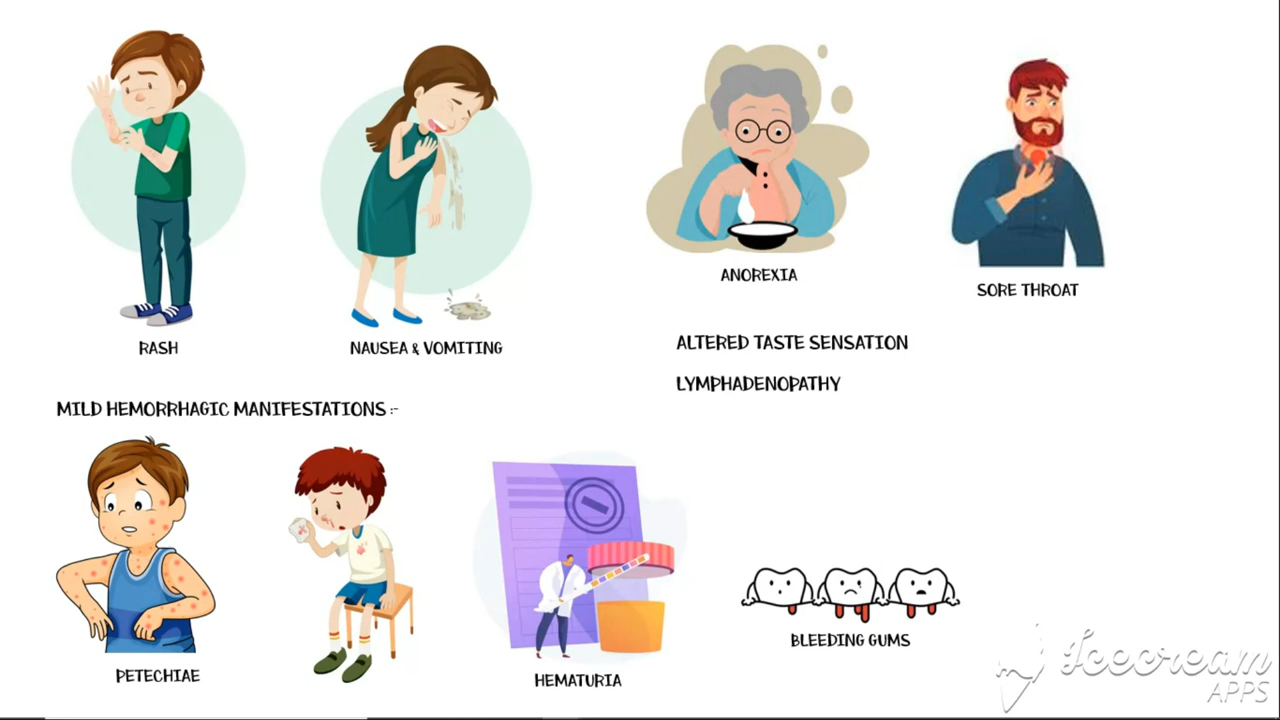 RASH
NAUSEA & VOMITING
ANOREXIA
SORE THROAT
ALTERED TASTE SENSATION
LYMPHADENOPATHY
MILD HEMORRHAGIC MANIFESTATIONS :-
PETECHIAE
HEMATURIA
BLEEDING GUMS
Icecream
APPS